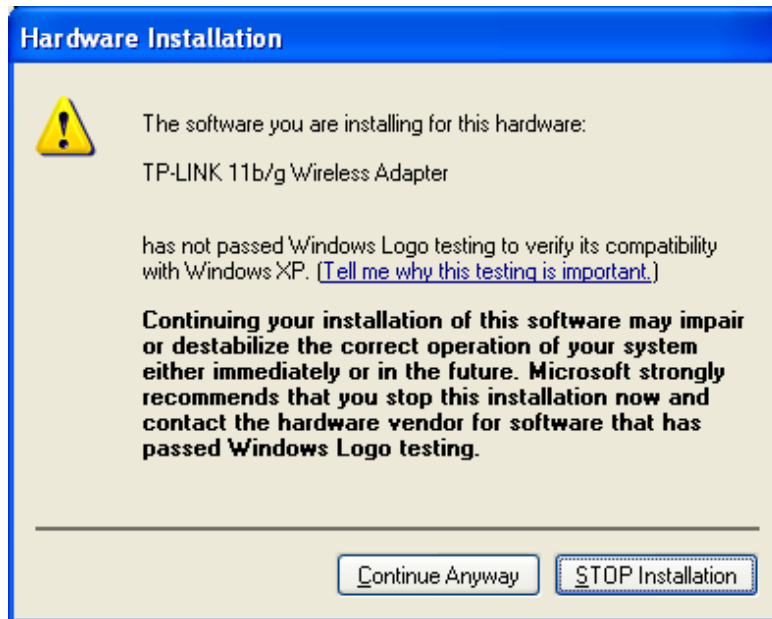 Hardware Installation
The software you are installing for this hardware:
TP-LINK 11b/g Wireless Adapter
has not passed Windows Logo testing to verify its compatibility
with Windows XP. (Tell me why this testing is important.)
Continuing your installation of this software may impair
or destabilize the correct operation of your system
either immediately or in the future. Microsoft strongly
recommends that you stop this installation now and
contact the hardware vendor for software that has
passed Windows Logo testing.
Continue Anyway
STOP Installation